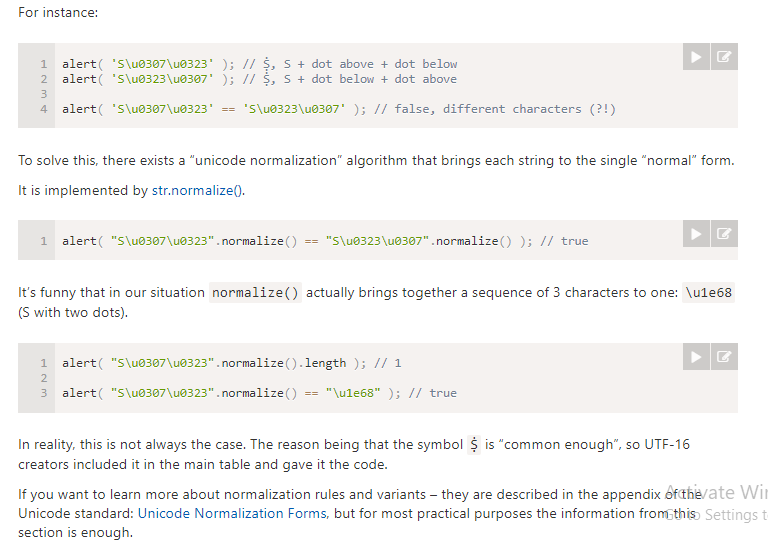 For instance:
1 alert( 'S\u0307\u0323' ); // Ṩ, S + dot above + dot below
2 alert( 'S\u0323\u0307' ); // Ṩ, S + dot below + dot above
3
4 alert( 'S\u0307\u0323' == 'S\u0323\u0307' ); // false, different characters (?!)
To solve this, there exists a “unicode normalization” algorithm that brings each string to the single “normal” form.
It is implemented by str.normalize().
1 alert( "S\u0307\u0323".normalize() == "S\u0323\u0307".normalize() ); // true
It’s funny that in our situation normalize() actually brings together a sequence of 3 characters to one: \u1e68
(S with two dots).
1 alert( "S\u0307\u0323".normalize().length ); // 1
2
3 alert( "S\u0307\u0323".normalize() == "\u1e68" ); // true
In reality, this is not always the case. The reason being that the symbol Ṩ is “common enough”, so UTF-16
creators included it in the main table and gave it the code.
If you want to learn more about normalization rules and variants – they are described in the appendix of the
Unicode standard: Unicode Normalization Forms, but for most practical purposes the information from this
section is enough.
Activate Win
Go to Settings t